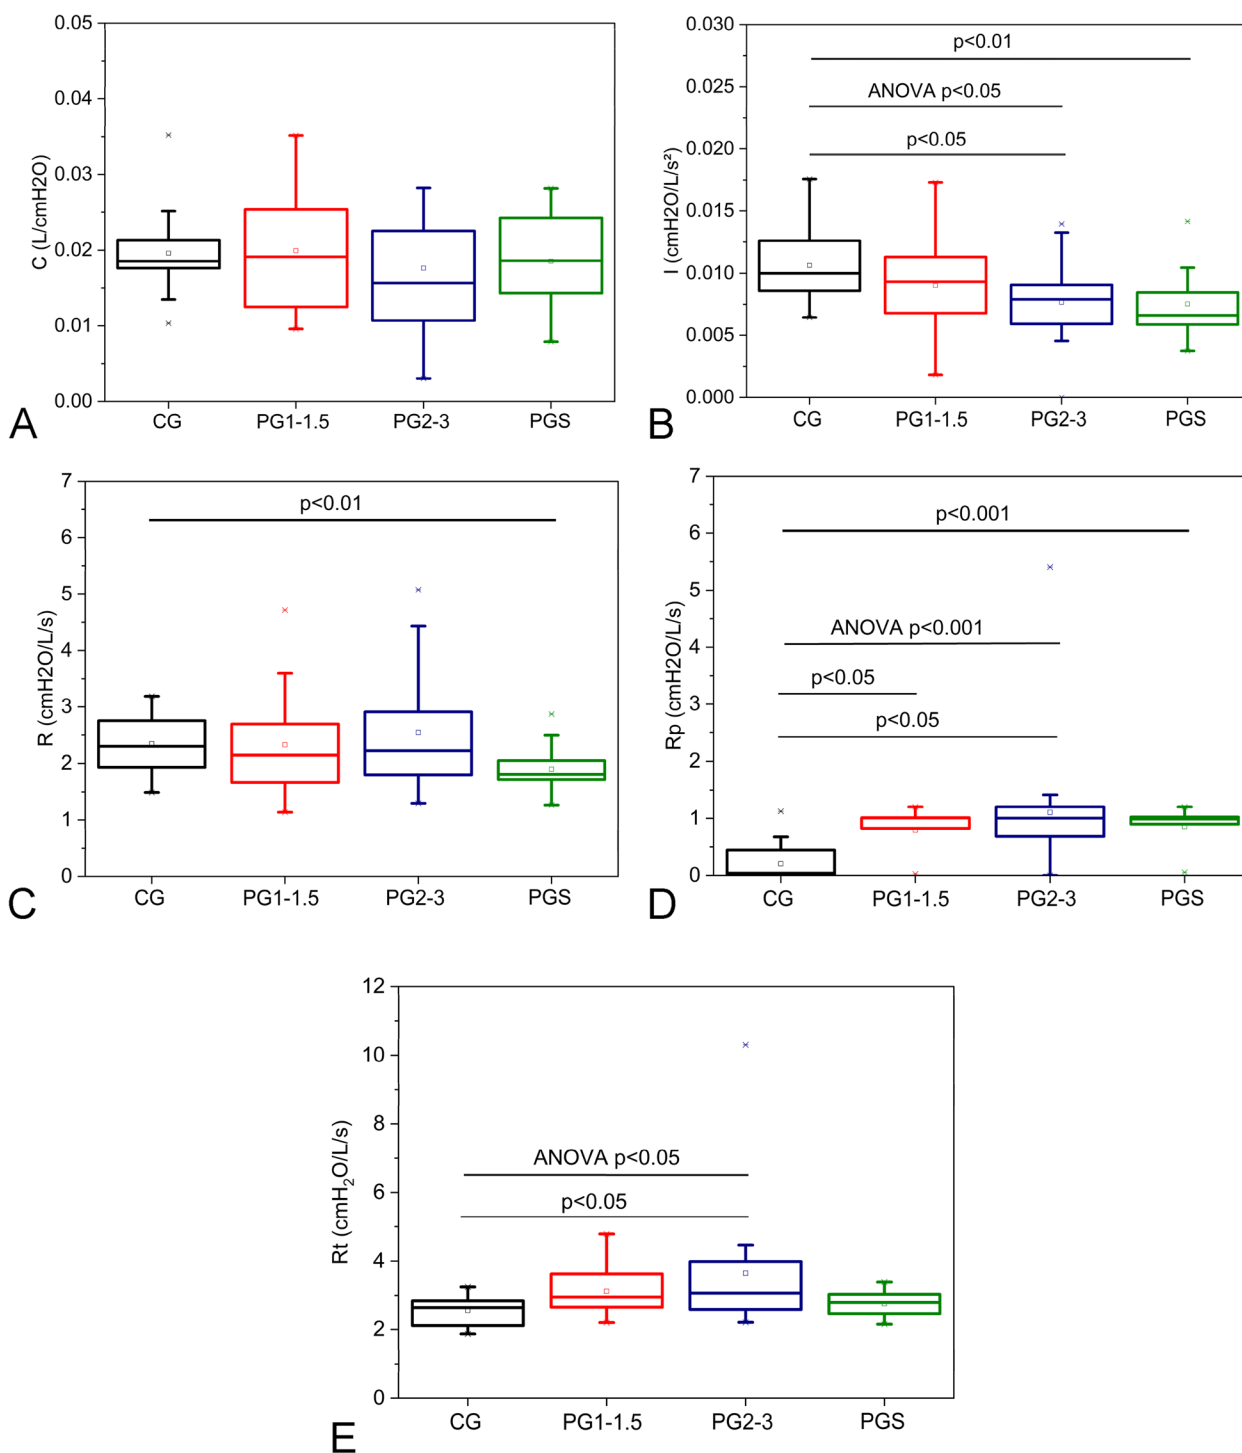 0.05
0.04
0.03
0.02
0.01
0.00
C (L/cmH2O)
CG
PG1-1.5
PG2-3
PGS
A
0.030
0.025
0.020
0.015
0.010
0.005
0.000
I (cmH2O/L/s²)
p<0.01
ANOVA p<0.05
p<0.05
CG
PG1-1.5
PG2-3
PGS
B
7
6
5
4
3
2
1
0
R (cmH2O/L/s)
p<0.01
CG
PG1-1.5
PG2-3
PGS
C
7
6
5
4
3
2
1
0
Rp (cmH2O/L/s)
p<0.001
ANOVA p<0.001
p<0.05
p<0.05
CG
PG1-1.5
PG2-3
PGS
D
12
10
8
6
4
2
0
Rt (cmH₂O/L/s)
ANOVA p<0.05
p<0.05
CG
PG1-1.5
PG2-3
PGS
E